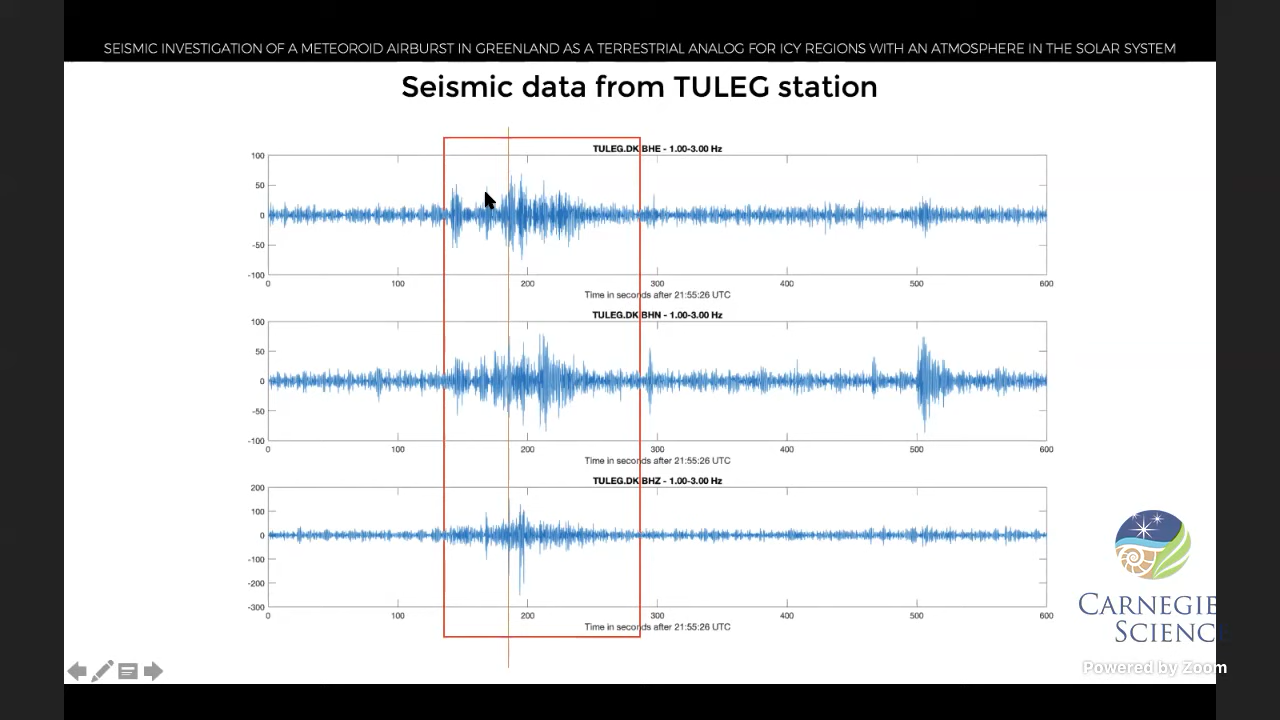 SEISMIC INVESTIGATION OF A METEOROID AIRBURST IN GREENLAND AS A TERRESTRIAL ANALOG FOR ICY REGIONS WITH AN ATMOSPHERE IN THE SOLAR SYSTEM
Seismic data from TULEG station
TULEG.DK BHE - 1.00-3.00 Hz
100
50
0
-50
-100
0 100 200 300 400 500 600
Time in seconds after 21:55:26 UTC
TULEG.DK BHN - 1.00-3.00 Hz
100
50
0
-50
-100
0 100 200 300 400 500 600
Time in seconds after 21:55:26 UTC
TULEG.DK BHZ - 1.00-3.00 Hz
200
100
0
-100
-200
-300
0 100 200 300 400 500 600
Time in seconds after 21:55:26 UTC
CARNEGIE
SCIENCE
Powered by Zoom